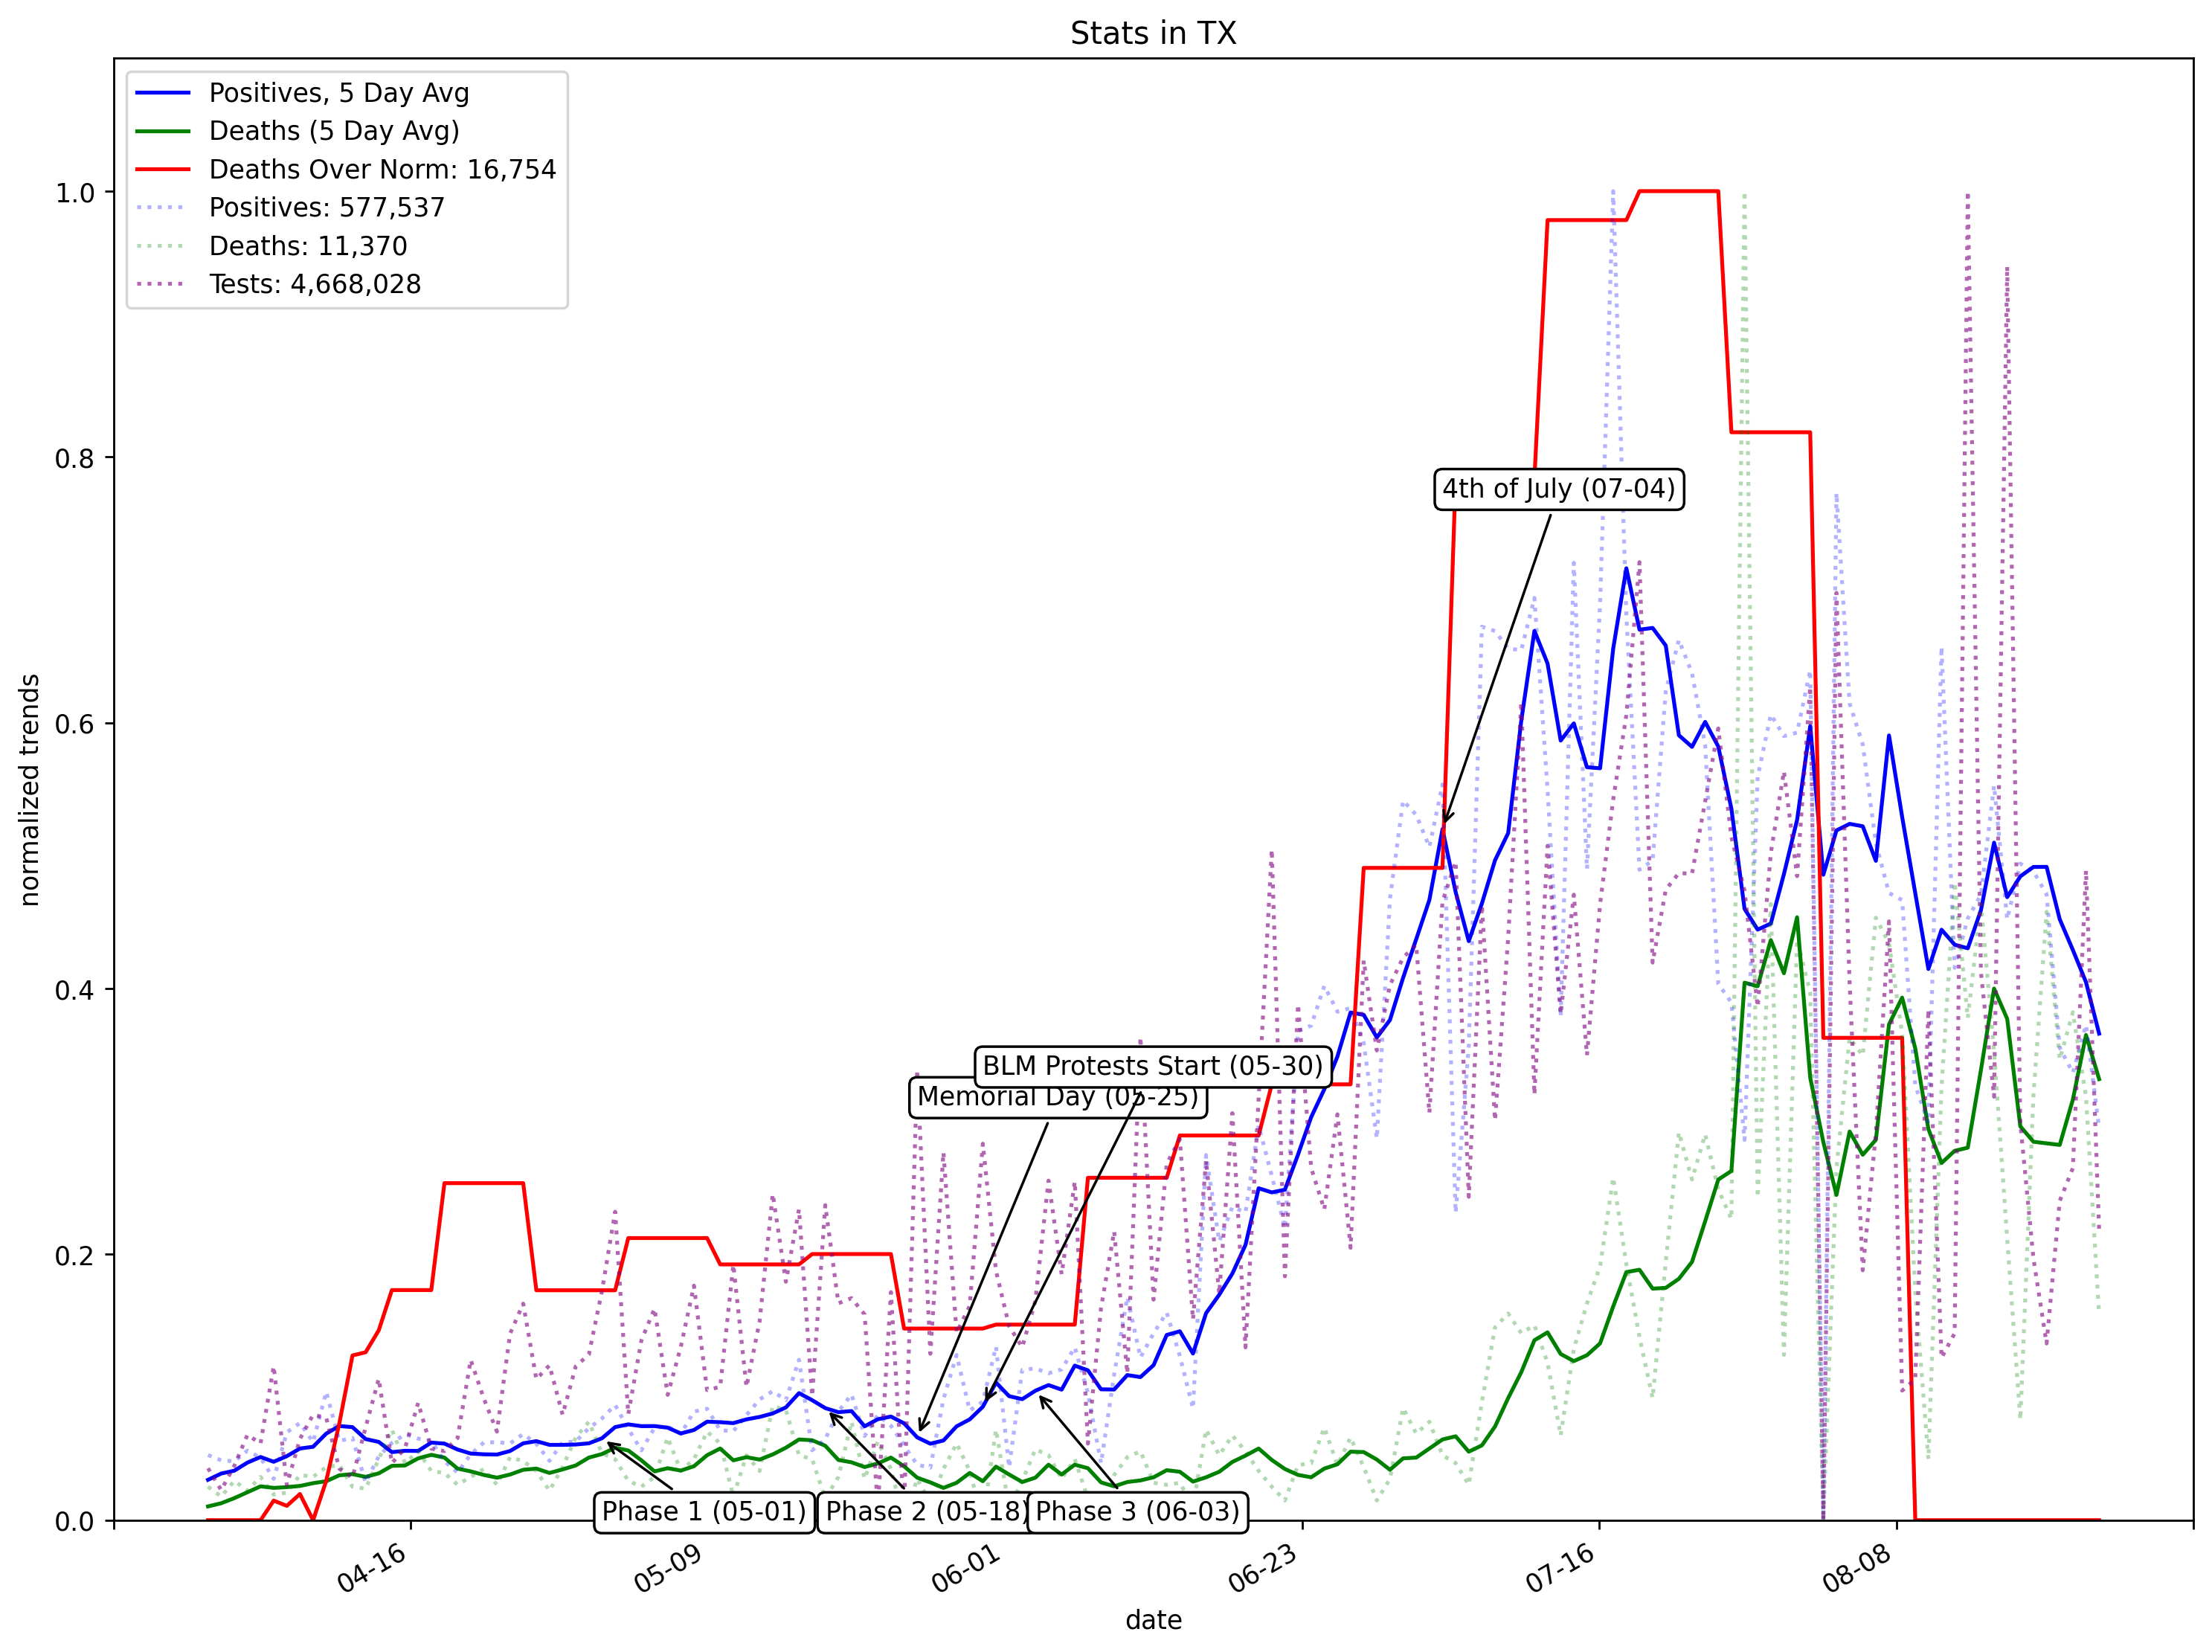 Stats in TX
Positives, 5 Day Avg
Deaths (5 Day Avg)
Deaths Over Norm: 16,754
Positives: 577,537
Deaths: 11,370
Tests: 4,668,028
1.0
0.8
0.6
0.4
0.2
0.0
normalized trends
4th of July (07-04)
BLM Protests Start (05-30)
Memorial Day (05-25)
Phase 1 (05-01)
Phase 2 (05-18)
Phase 3 (06-03)
04-16
05-09
06-01
06-23
07-16
08-08
date